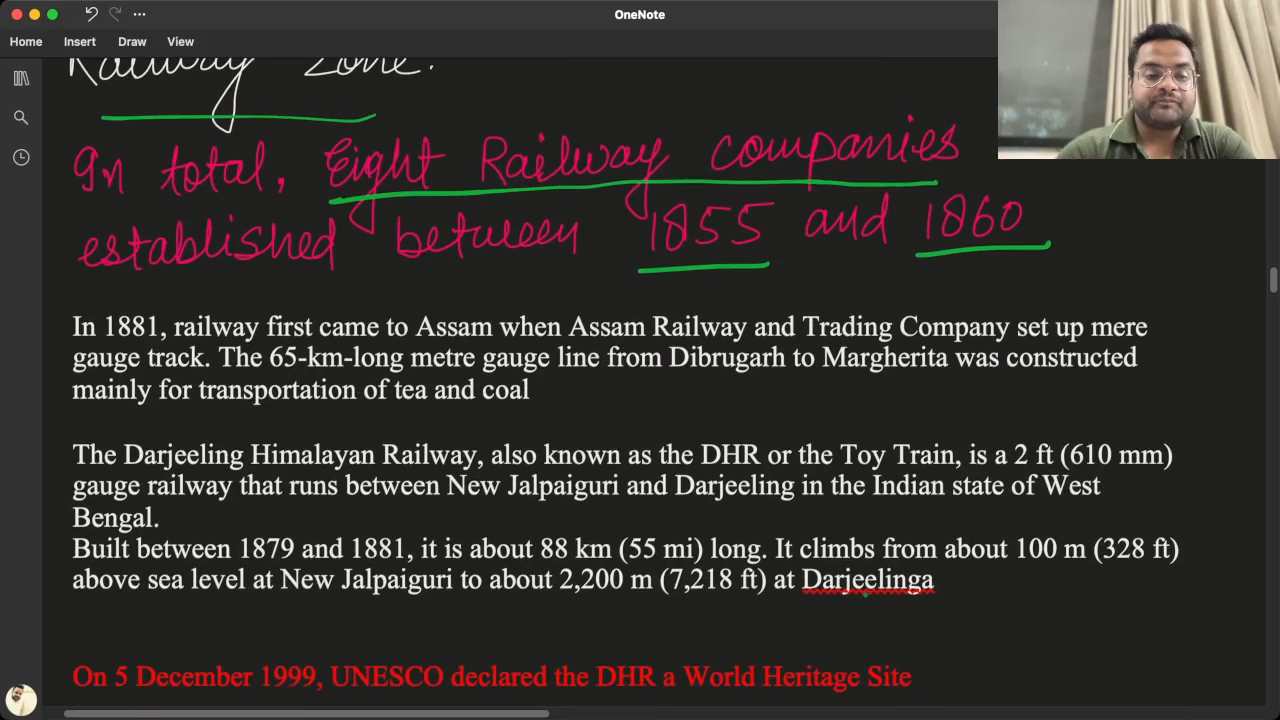 OneNote
Home Insert Draw View
Railway Zone.
In total, Eight Railway companies
established between 1855 and 1860
In 1881, railway first came to Assam when Assam Railway and Trading Company set up mere
gauge track. The 65-km-long metre gauge line from Dibrugarh to Margherita was constructed
mainly for transportation of tea and coal
The Darjeeling Himalayan Railway, also known as the DHR or the Toy Train, is a 2 ft (610 mm)
gauge railway that runs between New Jalpaiguri and Darjeeling in the Indian state of West
Bengal.
Built between 1879 and 1881, it is about 88 km (55 mi) long. It climbs from about 100 m (328 ft)
above sea level at New Jalpaiguri to about 2,200 m (7,218 ft) at Darjeelinga
On 5 December 1999, UNESCO declared the DHR a World Heritage Site